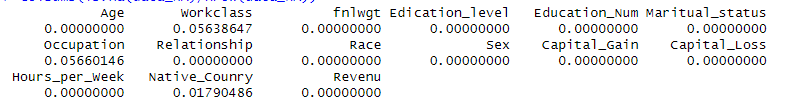 Age Workclass fnlwgt Edication_level Education_Num Maritual_status
0.00000000 0.05638647 0.00000000 0.00000000 0.00000000 0.00000000
Occupation Relationship Race Sex Capital_Gain Capital_Loss
0.05660146 0.00000000 0.00000000 0.00000000 0.00000000 0.00000000
Hours_per_Week Native_Counry Revenu
0.00000000 0.01790486 0.00000000